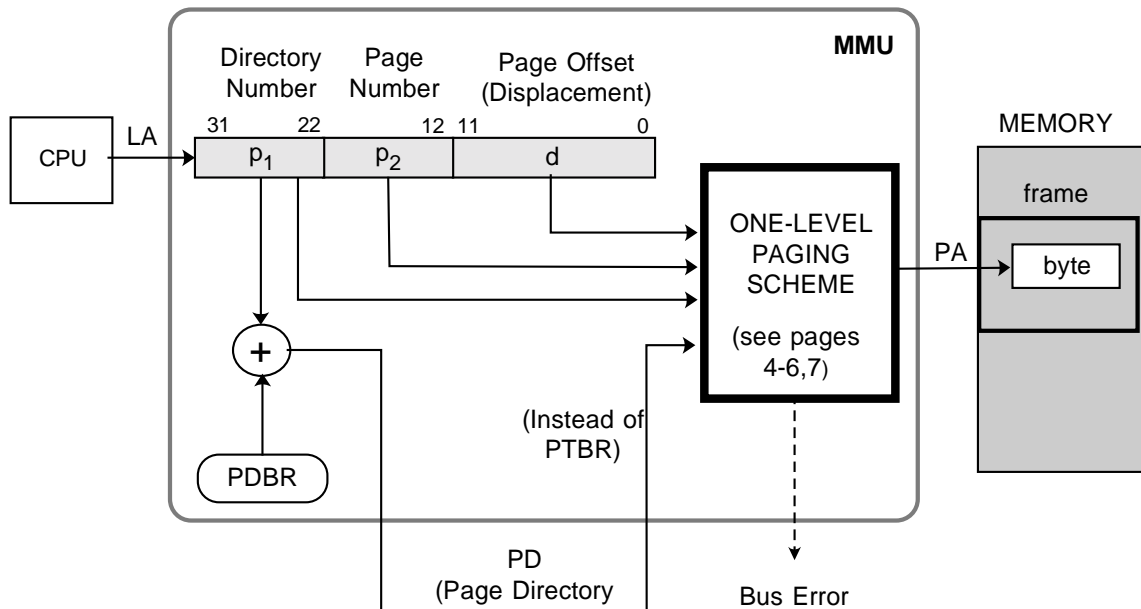 MMU
Directory
Number
Page
Number
Page Offset
(Displacement)
31 22 12 11 0
MEMORY
CPU
LA
p1
p2
d
frame
ONE-LEVEL
PAGING
SCHEME
(see pages
4-6,7)
PA
byte
+
(Instead of
PTBR)
PDBR
PD
(Page Directory
Bus Error